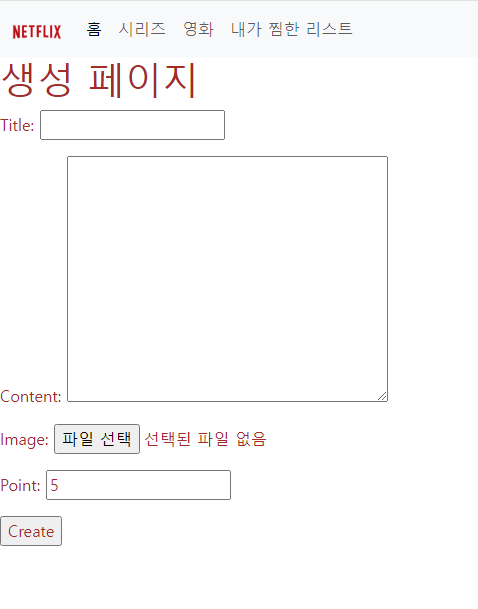 NETFLIX 홈 시리즈 영화 내가 찜한 리스트
생성 페이지
Title:
Content:
Image: 파일 선택 선택된 파일 없음
Point: 5
Create